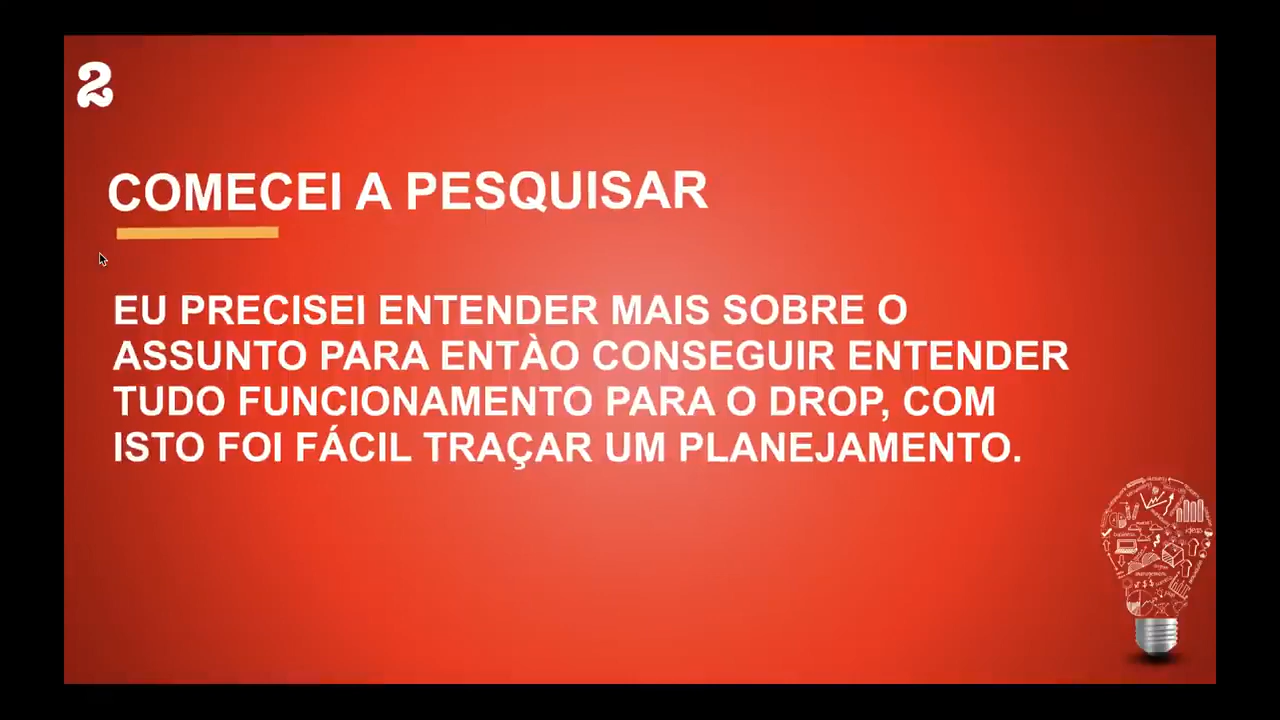 2
COMECEI A PESQUISAR
EU PRECISEI ENTENDER MAIS SOBRE O
ASSUNTO PARA ENTÀO CONSEGUIR ENTENDER
TUDO FUNCIONAMENTO PARA O DROP, COM
ISTO FOI FÁCIL TRAÇAR UM PLANEJAMENTO.